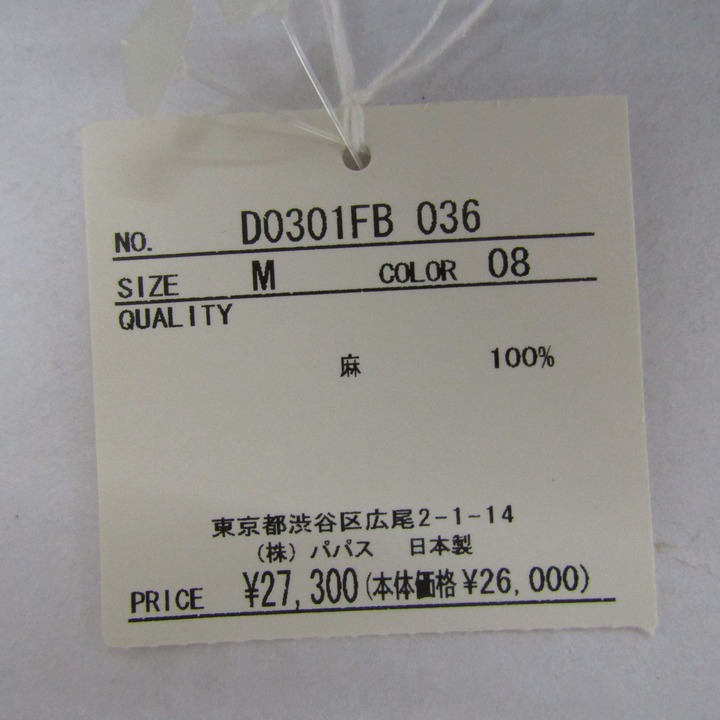 NO. D0301FB 036
SIZE M COLOR 08
QUALITY
麻 100%
東京都渋谷区広尾2-1-14
(株) パパス 日本製
PRICE ¥27,300(本体価格¥26,000)